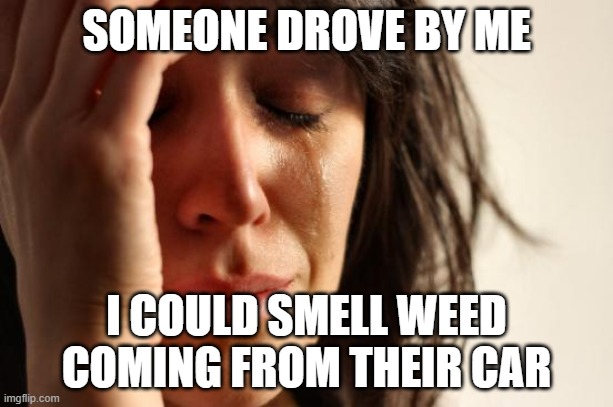 SOMEONE DROVE BY ME
I COULD SMELL WEED
COMING FROM THEIR CAR
imgflip.com